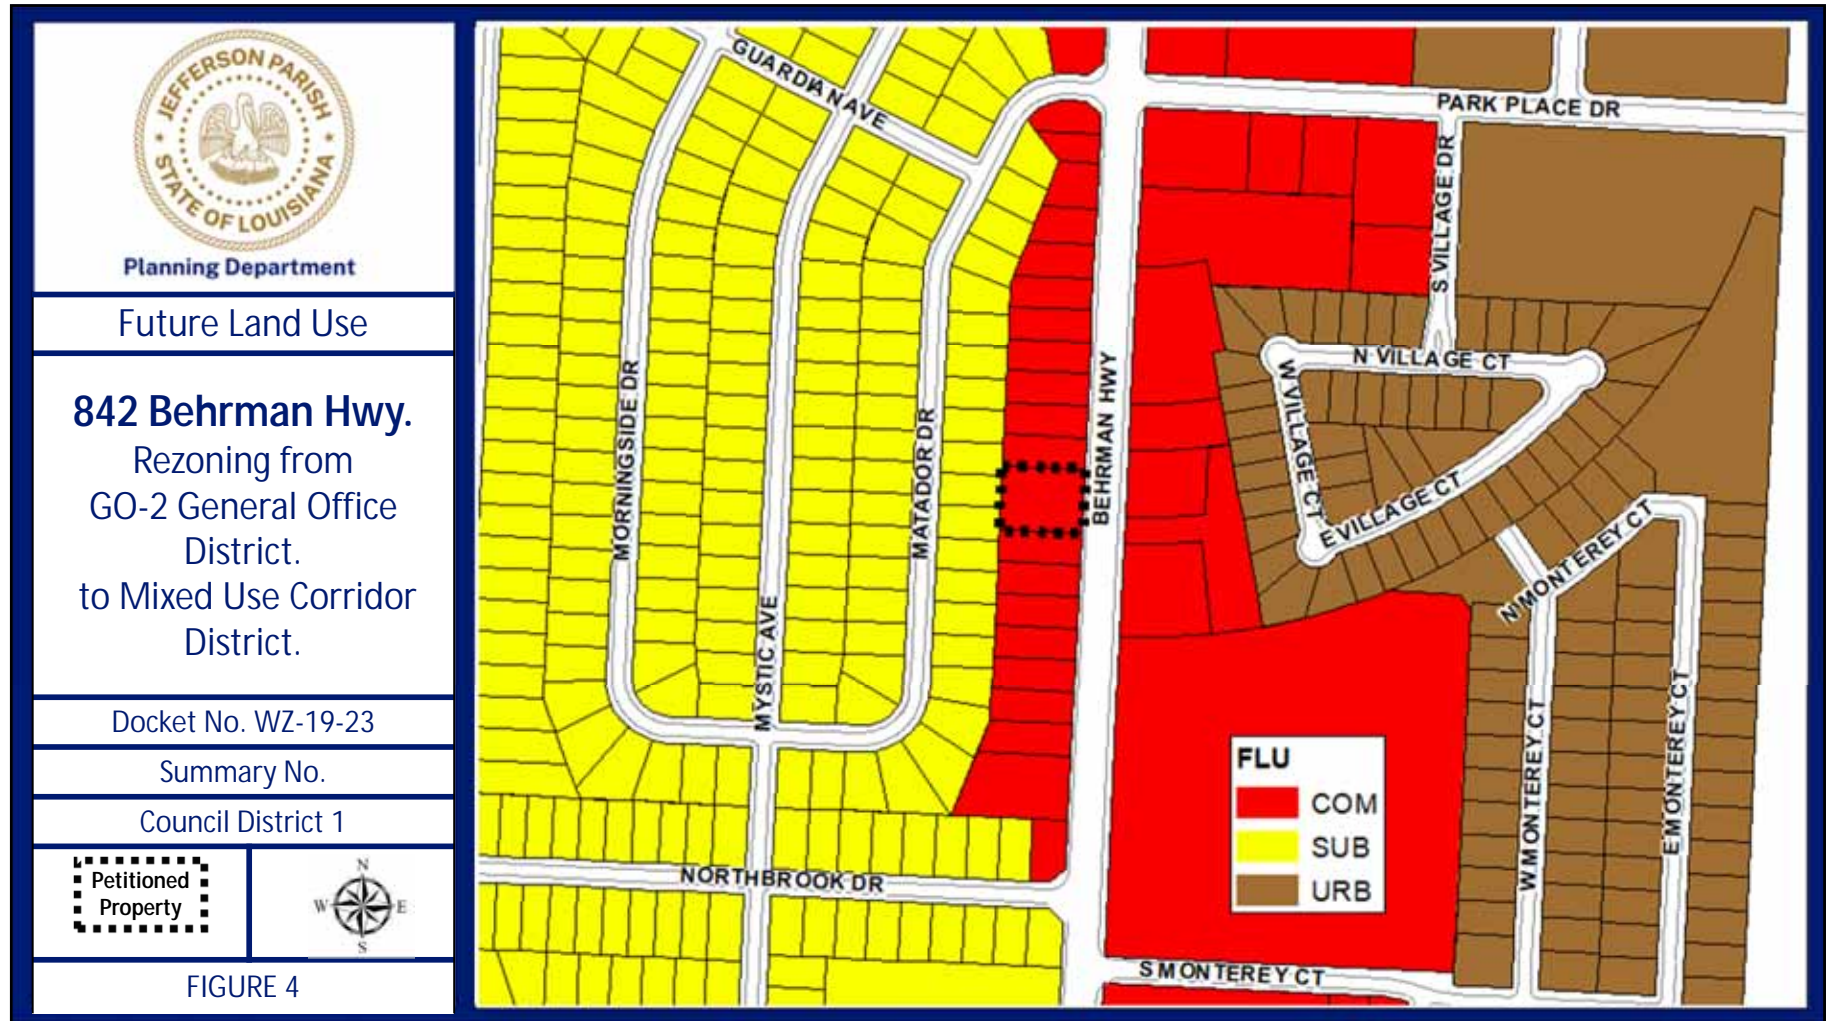 JEFFERSON PARISH
STATE OF LOUISIANA
Planning Department
Future Land Use
842 Behrman Hwy.
Rezoning from
GO-2 General Office
District.
to Mixed Use Corridor
District.
Docket No. WZ-19-23
Summary No.
Council District 1
Petitioned
Property
N
W
E
S
FIGURE 4
GUARDIAN AVE
PARK PLACE DR
S VILLAGE DR
MORNINGSIDE DR
MATADOR DR
BEHRMAN HWY
N VILLAGE CT
W VILLAGE CT
E VILLAGE CT
N MONTEREY CT
MYSTIC AVE
W MONTEREY CT
E MONTEREY CT
NORTHBROOK DR
S MONTEREY CT
FLU
COM
SUB
URB